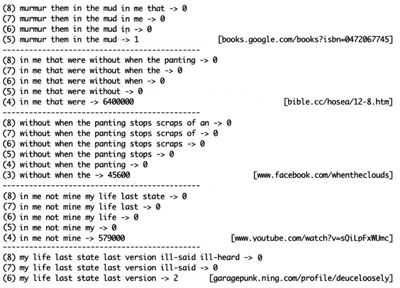 (8) murmur them in the mud in me that -> 0
(7) murmur them in the mud in me -> 0
(6) murmur them in the mud in -> 0
(5) murmur them in the mud -> 1 [books.google.com/books?isbn=0472067745]
----------------------------------------
(8) in me that were without when the panting -> 0
(7) in me that were without when the -> 0
(6) in me that were without when -> 0
(5) in me that were without -> 0
(4) in me that were -> 6400000 [bible.cc/hosea/12-8.htm]
----------------------------------------
(8) without when the panting stops scraps of an -> 0
(7) without when the panting stops scraps of -> 0
(6) without when the panting stops scraps -> 0
(5) without when the panting stops -> 0
(4) without when the panting -> 0
(3) without when the -> 45600 [www.facebook.com/whentheclouds]
----------------------------------------
(8) in me not mine my life last state -> 0
(7) in me not mine my life last -> 0
(6) in me not mine my life -> 0
(5) in me not mine my -> 0
(4) in me not mine -> 579000 [www.youtube.com/watch?v=sQiLpFxWUmc]
----------------------------------------
(8) my life last state last version ill-said ill-heard -> 0
(7) my life last state last version ill-said -> 0
(6) my life last state last version -> 2 [garagepunk.ning.com/profile/deuceloosely]